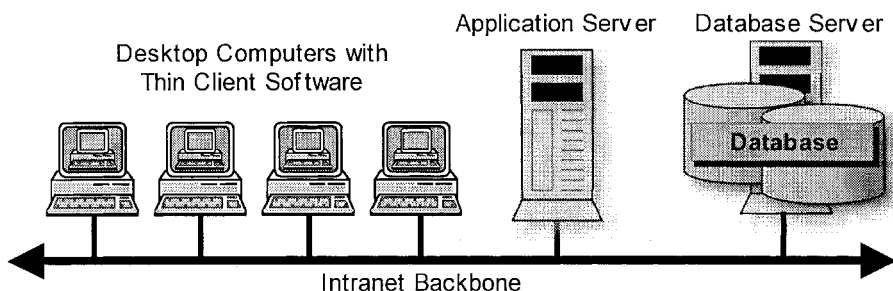 Application Server
Database Server
Desktop Computers with
Thin Client Software
Database
Intranet Backbone